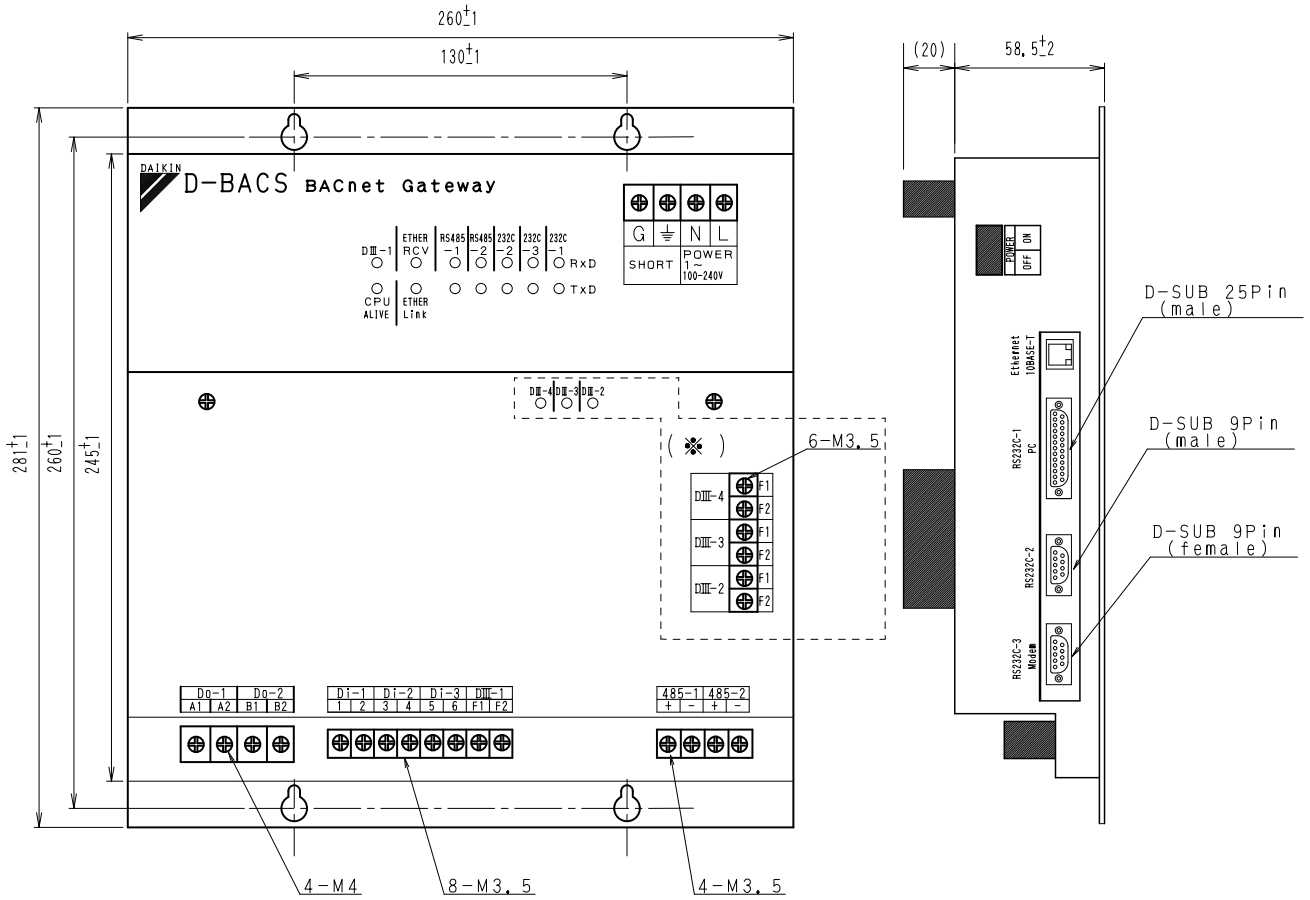 260±1
130±1
(20)
58.5±2
281±1
260±1
245±1
DAIKIN
D-BACS BACnet Gateway
G ⏚ N L
SHORT
POWER
1~
100-240V
DⅢ-1
ETHER
RCV
RS485
-1
RS485
-2
232C
-2
232C
-3
232C
-1
RxD
TxD
CPU
ALIVE
ETHER
Link
POWER
OFF ON
D-SUB 25Pin
(male)
Ethernet
10BASE-T
DⅢ-4 DⅢ-3 DⅢ-2
(※)
6-M3.5
RS232C-1
PC
D-SUB 9Pin
(male)
DⅢ-4 F1
F2
DⅢ-3 F1
F2
DⅢ-2 F1
F2
D-SUB 9Pin
(female)
RS232C-2
RS232C-3
Modem
Do-1 Do-2
A1 A2 B1 B2
Di-1 Di-2 Di-3 DⅢ-1
1 2 3 4 5 6 F1 F2
485-1 485-2
+ - + -
4-M4
8-M3.5
4-M3.5